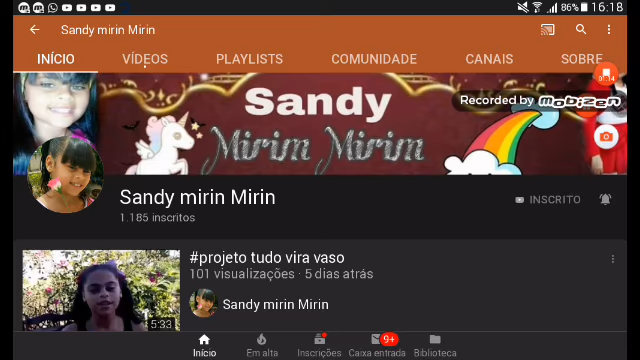 86% 16:18
Sandy mirin Mirin
INÍCIO VÍDEOS PLAYLISTS COMUNIDADE CANAIS SOBRE
Sandy
Recorded by MOBIZEN
Mirim Mirim
Sandy mirin Mirin
1.185 inscritos
INSCRITO
#projeto tudo vira vaso
101 visualizações · 5 dias atrás
Sandy mirin Mirin
5:33
9+
Início Em alta Inscrições Caixa entrada Biblioteca